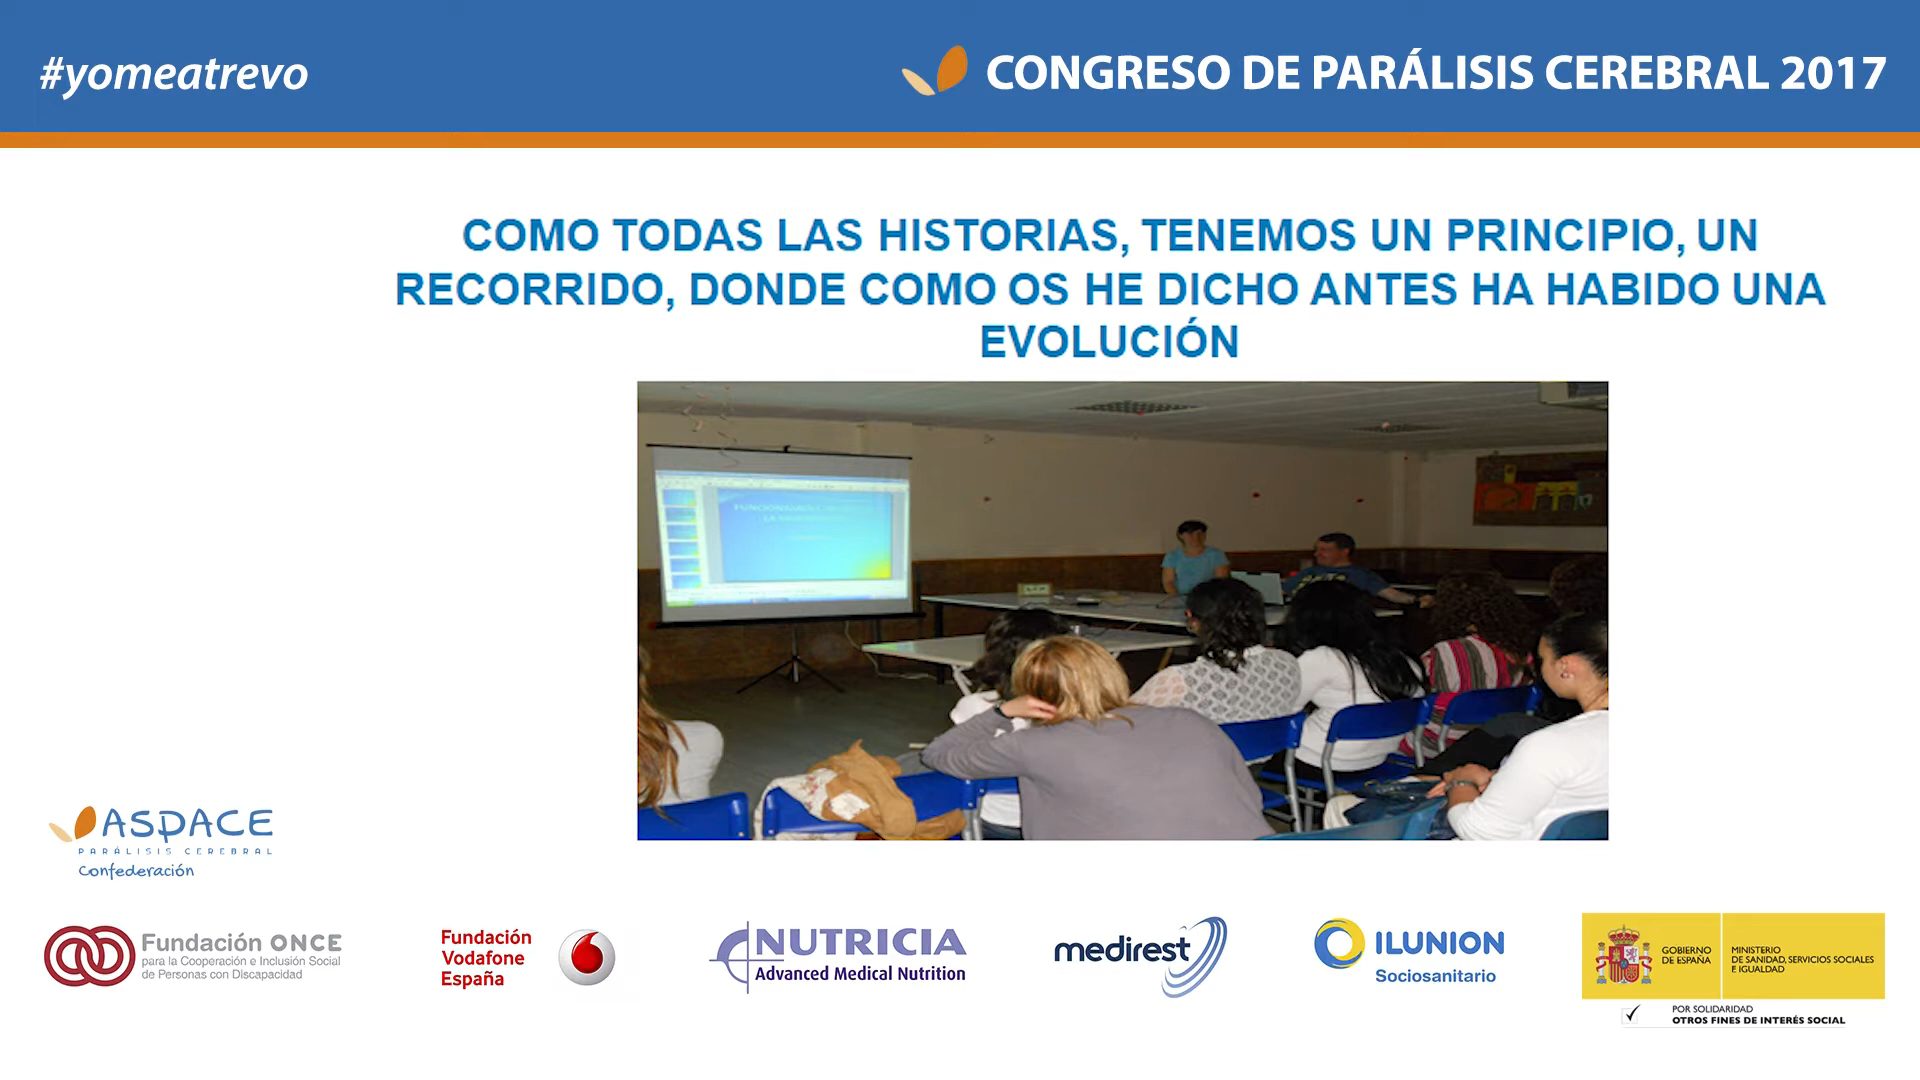 #yomeatrevo
CONGRESO DE PARÁLISIS CEREBRAL 2017
COMO TODAS LAS HISTORIAS, TENEMOS UN PRINCIPIO, UN
RECORRIDO, DONDE COMO OS HE DICHO ANTES HA HABIDO UNA
EVOLUCIÓN
ASPACE
PARÁLISIS CEREBRAL
Confederación
Fundación ONCE
para la Cooperación e Inclusión Social
de Personas con Discapacidad
Fundación
Vodafone
España
NUTRICIA
Advanced Medical Nutrition
medirest
ILUNION
Sociosanitario
GOBIERNO
DE ESPAÑA
MINISTERIO
DE SANIDAD, SERVICIOS SOCIALES
E IGUALDAD
POR SOLIDARIDAD
OTROS FINES DE INTERÉS SOCIAL